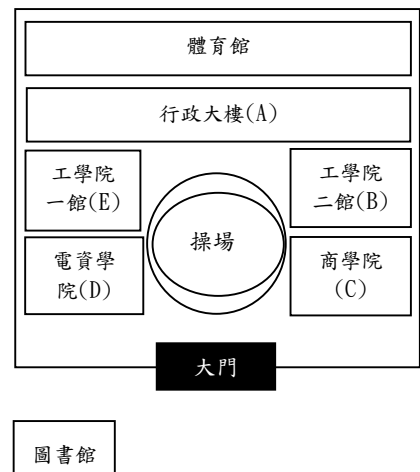 體育館
行政大樓(A)
工學院
一館(E)
工學院
二館(B)
操場
電資學
院(D)
商學院
(C)
大門
圖書館